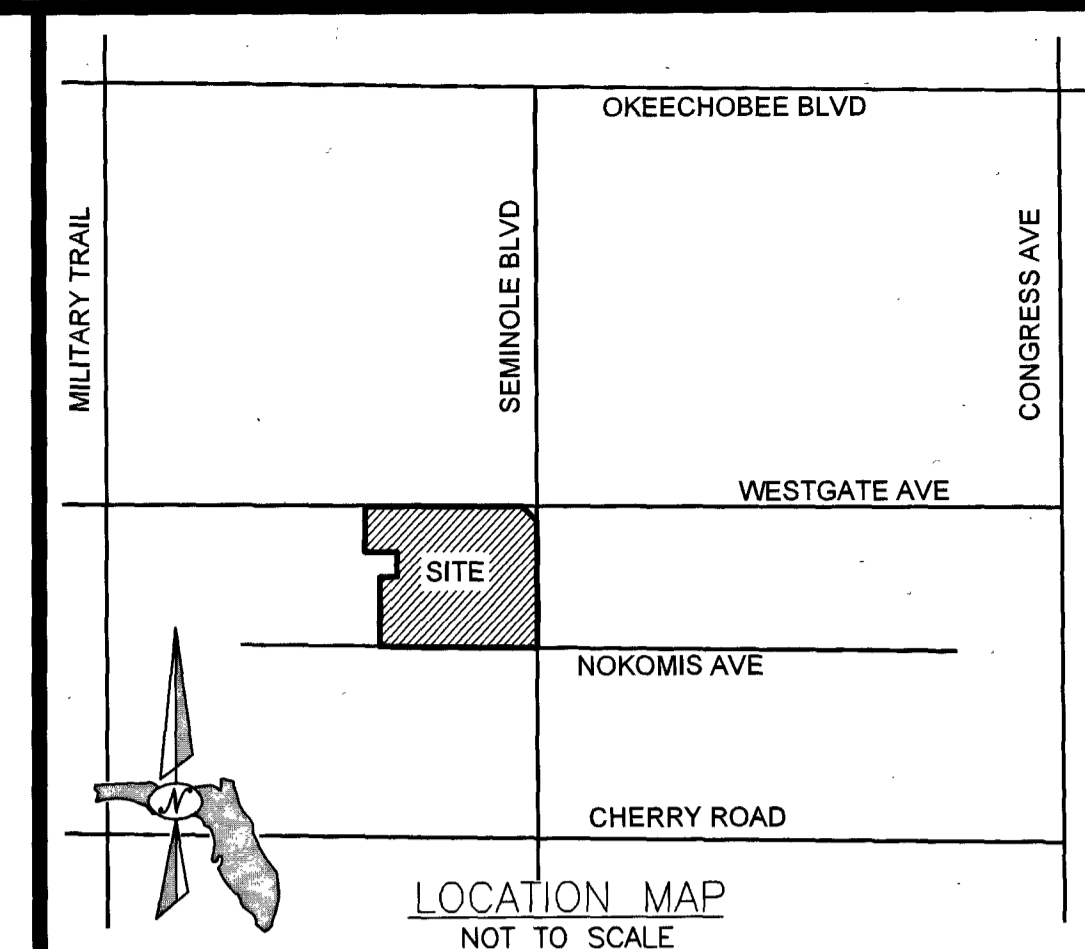 OKEECHOBEE BLVD
MILITARY TRAIL
SEMINOLE BLVD
CONGRESS AVE
WESTGATE AVE
SITE
NOKOMIS AVE
N
CHERRY ROAD
LOCATION MAP
NOT TO SCALE